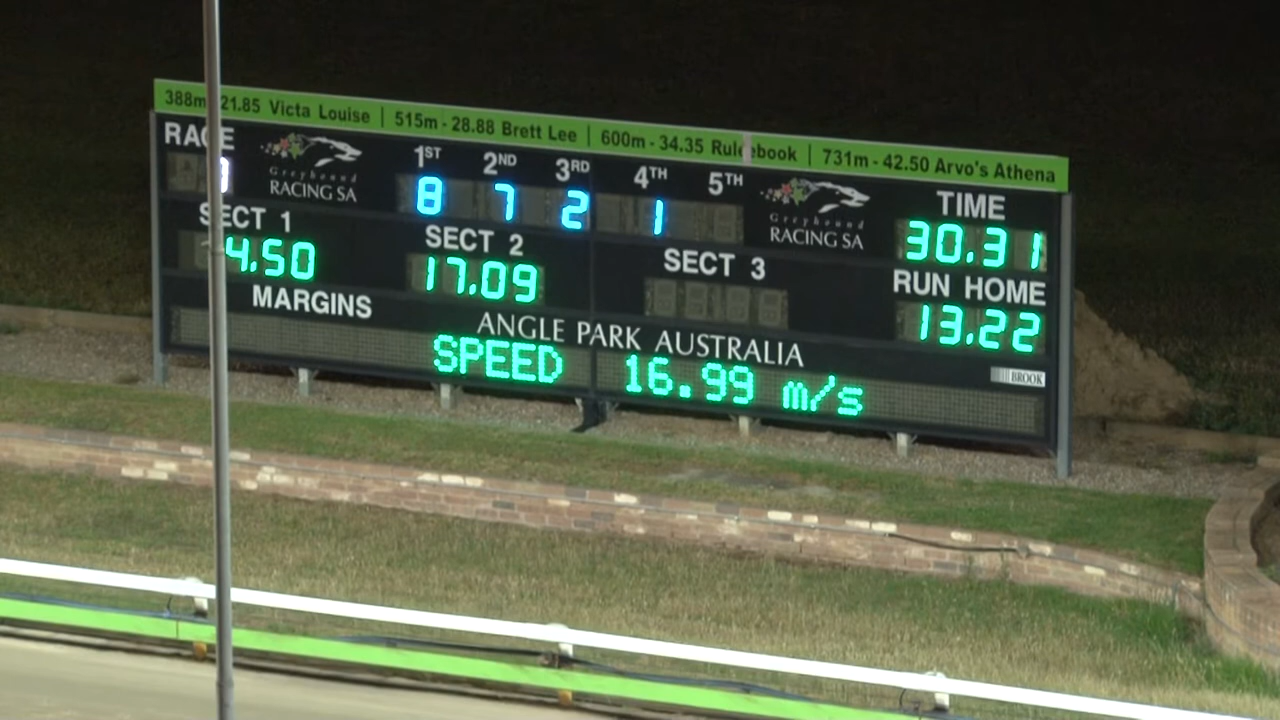 388m 21.85 Victa Louise | 515m - 28.88 Brett Lee | 600m - 34.35 Rulebook | 731m - 42.50 Arvo's Athena
RACE
Greyhound
RACING SA
1ST 2ND 3RD 4TH 5TH
8 7 2 1
Greyhound
RACING SA
TIME
30.31
SECT 1
4.50
SECT 2
17.09
SECT 3
RUN HOME
13.22
MARGINS
ANGLE PARK AUSTRALIA
SPEED 16.99 m/s
BROOK